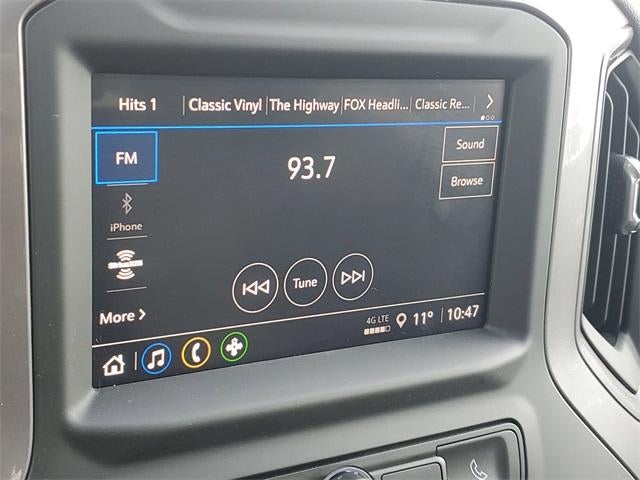 Hits 1 Classic Vinyl The Highway FOX Headli... Classic Re...
FM 93.7 Sound
Browse
iPhone
SiriusXM
Tune
More
4G LTE 11° 10:47